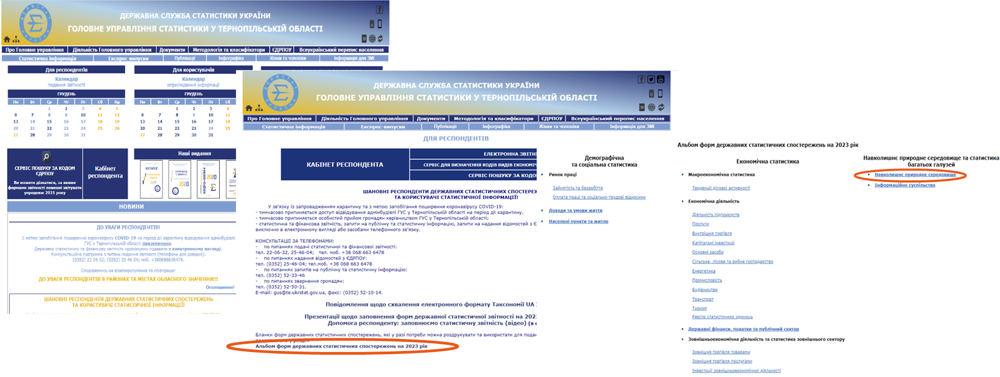 ДЕРЖАВНА СЛУЖБА СТАТИСТИКИ УКРАЇНИ
ГОЛОВНЕ УПРАВЛІННЯ СТАТИСТИКИ У ТЕРНОПІЛЬСЬКІЙ ОБЛАСТІ
Про Головне управління Діяльність Головного управління Документи Методологія та класифікатори ЄДРПОУ Всеукраїнський перепис населення
Статистична інформація Експрес-випуски Публікації Інфографіка Жінки та чоловіки Інформація для ЗМІ
Для респондентів
Календар
подання звітності
ГРУДЕНЬ
Пн Вт Ср Чт Пт Сб Нд
1 2 3 4 5
6 7 8 9 10 11 12
13 14 15 16 17 18 19
20 21 22 23 24 25 26
27 28 29 30 31
Для користувачів
Календар
оприлюдення інформації
ГРУДЕНЬ
Пн Вт Ср Чт Пт Сб
1 2 3 4
6 7 8 9 10 11
13 14 15 16 17 18
20 21 22 23 24 25
27 28 29 30 31
СЕРВІС ПОШУКУ ЗА КОДОМ
ЄДРПОУ
Ви можете дізнатися, за якими
формами звітності повинні звітувати
упродовж 2021 року
Кабінет
респондента
Наші видання
КАТАЛОГ
2021
ТЕРНОПІЛЬ
2020
2020
НОВИНИ
ДО УВАГИ РЕСПОНДЕНТІВ!
З метою запобігання поширенню коронавірусу COVID-19 на період дії карантину відвідування адмінбудівлі
ГУС у Тернопільській області призупинено.
Державну статистичну та фінансову звітність пропонуємо подавати в електронному вигляді.
Консультаційна підтримка з питань подання звітності (телефони для довідок):
(0352) 22 06 32; (0352) 25 46 04; моб. +380686636478.
Сподіваємось на взаєморозуміння та співпрацю!
ДО УВАГИ РЕСПОНДЕНТІВ В РАЙОНАХ ТА МІСТАХ ОБЛАСНОГО ЗНАЧЕННЯ!!!
Оголошення!
ШАНОВНІ РЕСПОНДЕНТИ ДЕРЖАВНИХ СТАТИСТИЧНИХ СПОСТЕРЕЖЕНЬ
ТА КОРИСТУВАЧІ СТАТИСТИЧНОЇ ІНФОРМАЦІЇ!
ДЕРЖАВНА СЛУЖБА СТАТИСТИКИ УКРАЇНИ
ГОЛОВНЕ УПРАВЛІННЯ СТАТИСТИКИ У ТЕРНОПІЛЬСЬКІЙ ОБЛАСТІ
Про Головне управління Діяльність Головного управління Документи Методологія та класифікатори ЄДРПОУ Всеукраїнський перепис населення
Статистична інформація Експрес-випуски Публікації Інфографіка Жінки та чоловіки Інформація для ЗМІ
ДЛЯ РЕСПОНДЕНТІВ
КАБІНЕТ РЕСПОНДЕНТА
ЕЛЕКТРОННА ЗВІТН
СЕРВІС ДЛЯ ВИЗНАЧЕННЯ КОДІВ ВИДІВ ЕКОНОМІЧ
СЕРВІС ПОШУКУ ЗА КОДО
ШАНОВНІ РЕСПОНДЕНТИ ДЕРЖАВНИХ СТАТИСТИЧНИХ СПОСТЕРЕЖ
ТА КОРИСТУВАЧІ СТАТИСТИЧНОЇ ІНФОРМАЦІЇ!
У зв'язку із запровадженням карантину та з метою запобігання поширення коронавірусу COVID-19:
- тимчасово припиняється доступ відвідування адмінбудівлі ГУС у Тернопільській області на період дії карантину.
- тимчасово припиняється особистий прийом громадян керівництвом ГУС у Тернопільській області;
- статистична та фінансова звітність, запити на публічну та статистичну інформацію, запити на надання відомостей з Є
виключно в електронному вигляді або засобами телефонного зв'язку.
КОНСУЛЬТАЦІЇ ЗА ТЕЛЕФОНАМИ:
- по питаннях подачі статистичної та фінансової звітності:
тел. 22-06-32, 25-46-04; тел. моб. +38 068 663 6478
- по питаннях надання відомостей з ЄДРПОУ:
тел. (0352) 25-46-04; тел.моб. +38 068 663 6478
- по питаннях запитів на публічну та статистичну інформацію:
тел. (0352) 52-33-46
- по питаннях звернення громадян:
тел. (0352) 52-50-31.
E-mail: gus@te.ukrstat.gov.ua, факс: (0352) 52-10-14.
Повідомлення щодо схвалення електронного формату Таксономії UA
Презентації щодо заповнення форм державної статистичної звітності на 202
Допомога респонденту: заповнюємо статистичну звітність (відео) (в
Бланки форм державних статистичних спостережень, які у разі потреби можна роздрукувати та використати для пода
Альбом форм державних статистичних спостережень на 2023 рік
Альбом форм державних статистичних спостережень на 2023 рік
Демографічна
та соціальна статистика
Ринок праці
Зайнятість та безробіття
Оплата праці та соціально-трудові відносини
Доходи та умови життя
Населені пункти та житло
Економічна статистика
Макроекономічна статистика
Тенденції ділової активності
Економічна діяльність
Діяльність підприємств
Послуги
Внутрішня торгівля
Капітальні інвестиції
Основні засоби
Сільське, лісове та рибне господарство
Енергетика
Промисловість
Будівництво
Транспорт
Туризм
Реєстр статистичних одиниць
Державні фінанси, податки та публічний сектор
Зовнішньоекономічна діяльність та статистика зовнішнього сектору
Зовнішня торгівля товарами
Зовнішня торгівля послугами
Інвестиції зовнішньоекономічної діяльності
Навколишнє природне середовище та статистика
багатьох галузей
Навколишнє природне середовище
Інформаційне суспільство